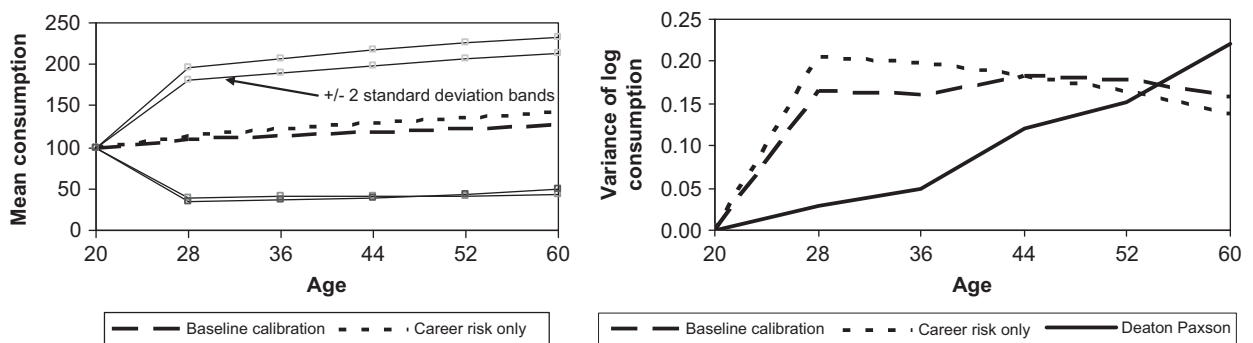 Mean consumption
250
200
150
100
50
0
+/- 2 standard deviation bands
20 28 36 44 52 60
Age
Baseline calibration Career risk only
Variance of log
consumption
0.25
0.20
0.15
0.10
0.05
0.00
20 28 36 44 52 60
Age
Baseline calibration Career risk only Deaton Paxson